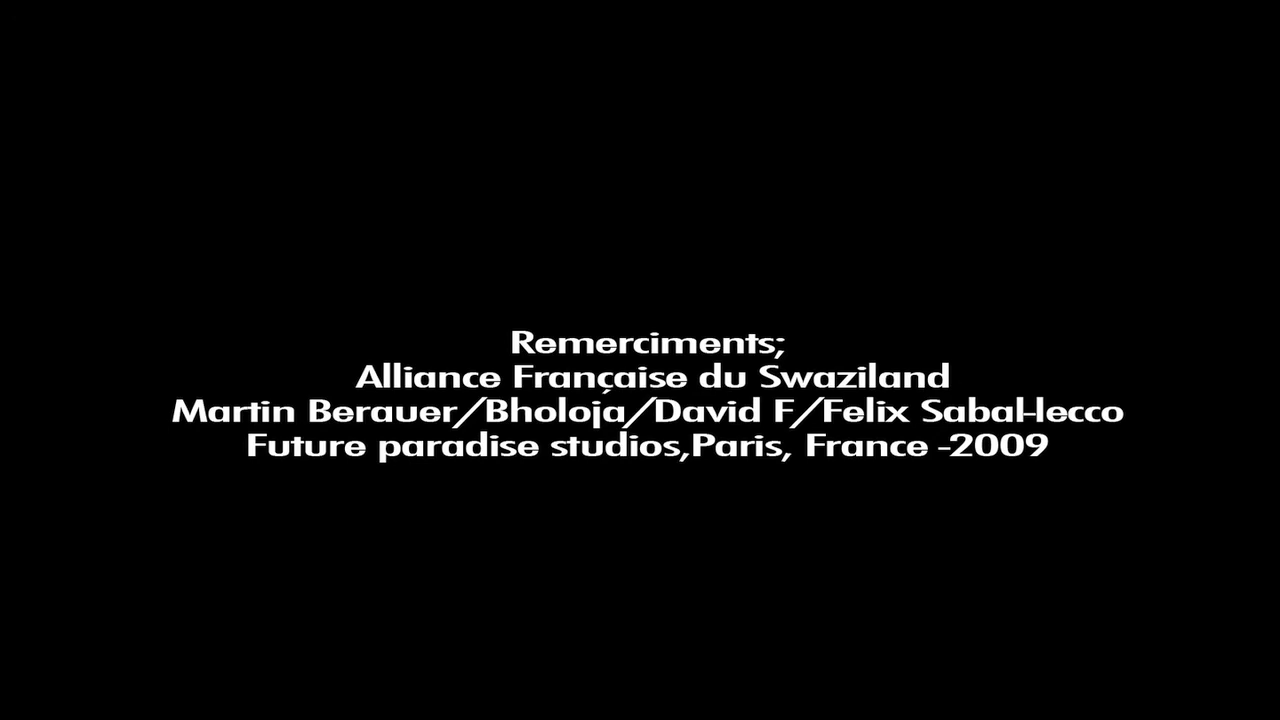 Remerciments;
Alliance Française du Swaziland
Martin Berauer/Bholoja/David F/Felix Sabal-lecco
Future paradise studios,Paris, France -2009